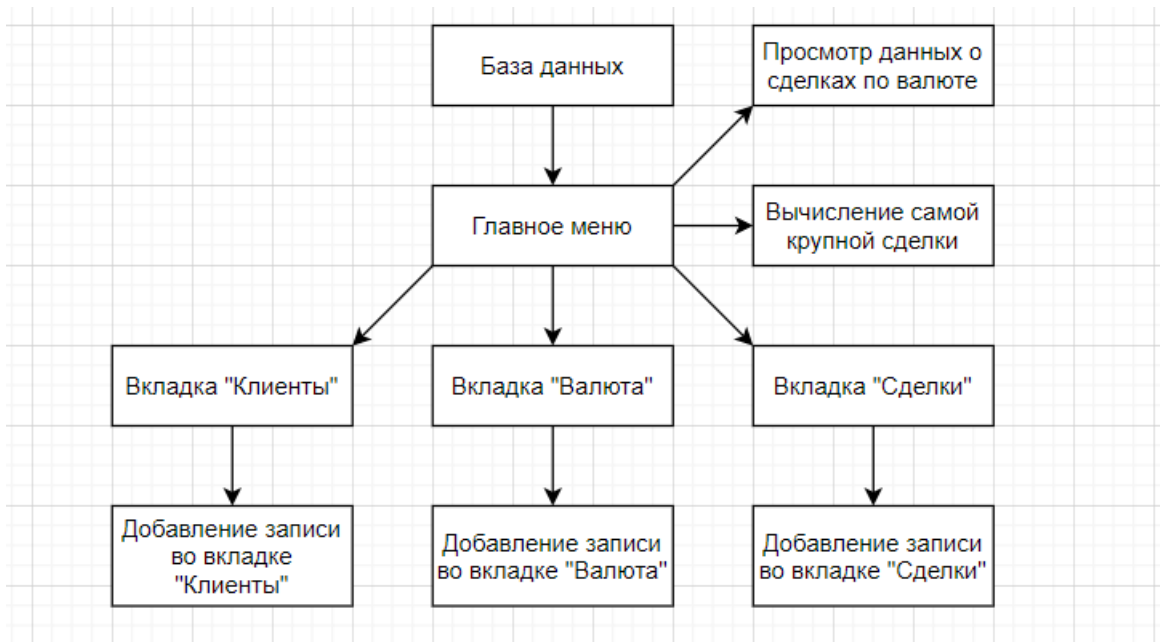 База данных
Просмотр данных о
сделках по валюте
Главное меню
Вычисление самой
крупной сделки
Вкладка "Клиенты"
Вкладка "Валюта"
Вкладка "Сделки"
Добавление записи
во вкладке
"Клиенты"
Добавление записи
во вкладке "Валюта"
Добавление записи
во вкладке "Сделки"